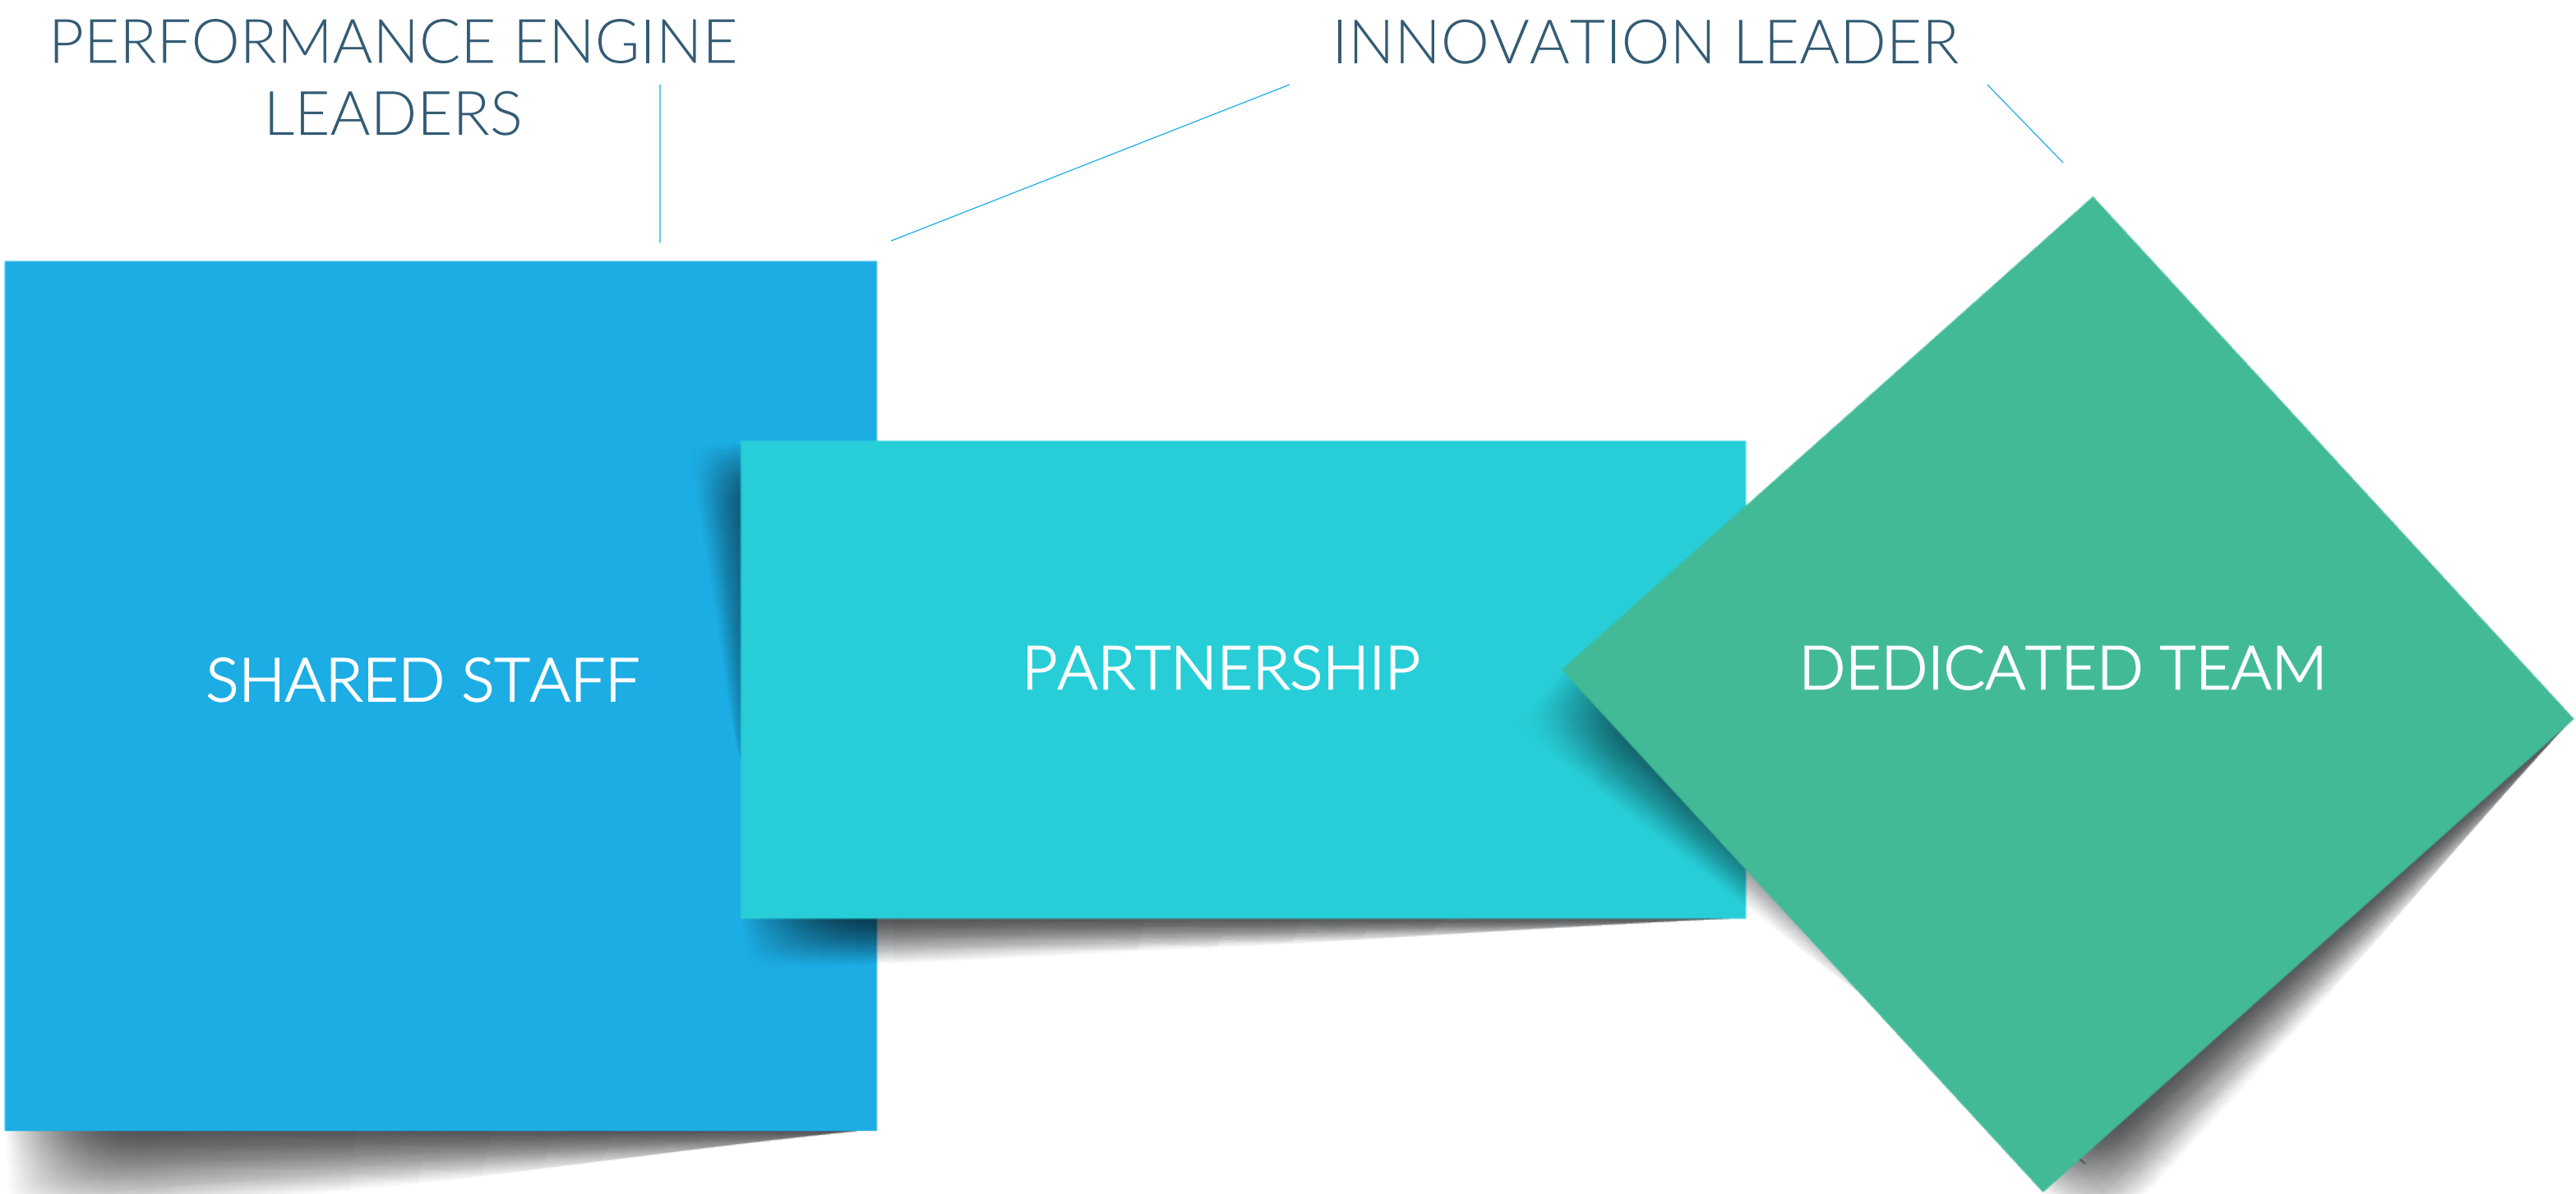 PERFORMANCE ENGINE
LEADERS
INNOVATION LEADER
SHARED STAFF
PARTNERSHIP
DEDICATED TEAM